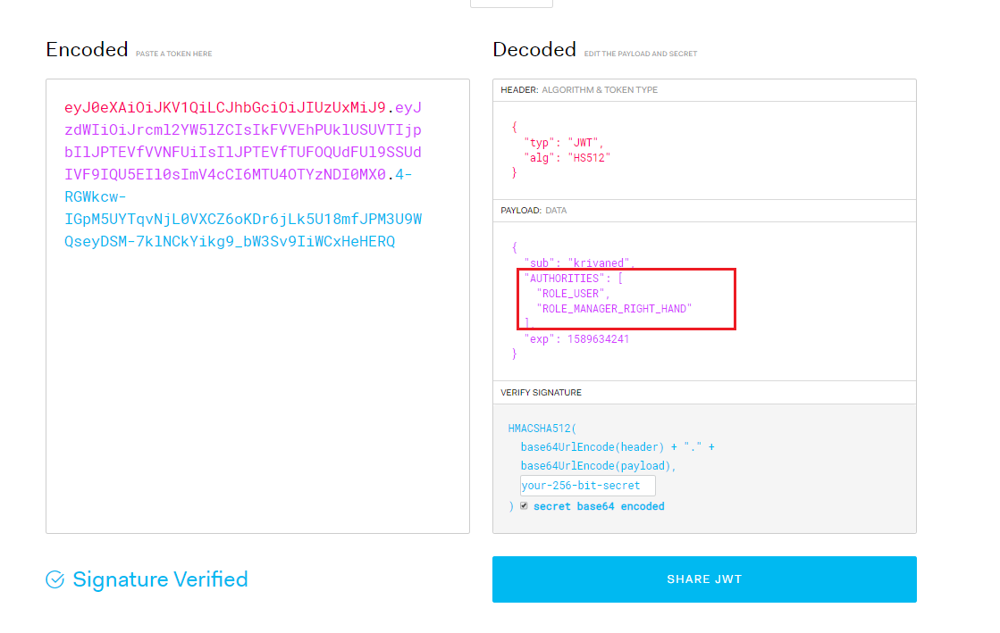 Encoded PASTE A TOKEN HERE
eyJ0eXAiOiJKV1QiLCJhbGciOiJIUzUxMiJ9.eyJ
zdWIiOiJrcml2YW5lZCIsIkFVVEhPUklUSUVTIjp
bIlJPTEVfVVNFUiIsIlJPTEVfTUFOQUdFUl9SSUd
IVF9IQU5EIl0sImV4cCI6MTU4OTYzNDI0MX0.4-
RGWkcw-
IGpM5UYTqvNjL0VXCZ6oKDr6jLk5U18mfJPM3U9W
QseyDSM-7klNCkYikg9_bW3Sv9IiWCxHeHERQ
Signature Verified
Decoded EDIT THE PAYLOAD AND SECRET
HEADER: ALGORITHM & TOKEN TYPE
{
"typ": "JWT",
"alg": "HS512"
}
PAYLOAD: DATA
{
"sub": "krivaned",
"AUTHORITIES": [
"ROLE_USER",
"ROLE_MANAGER_RIGHT_HAND"
],
"exp": 1589634241
}
VERIFY SIGNATURE
HMACSHA512(
base64UrlEncode(header) + "." +
base64UrlEncode(payload),
your-256-bit-secret
) secret base64 encoded
SHARE JWT